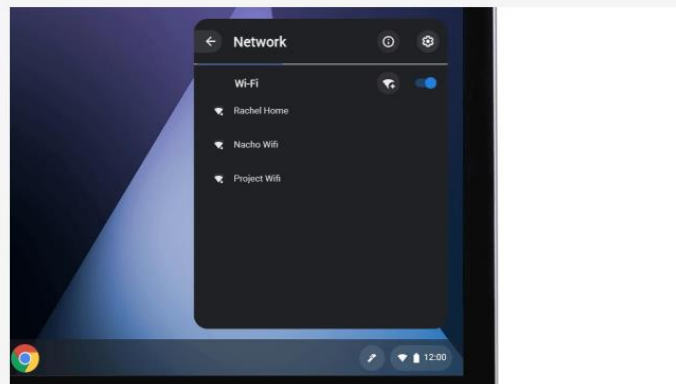 Network
Wi-Fi
Rachel Home
Nacho Wifi
Project Wifi
12:00